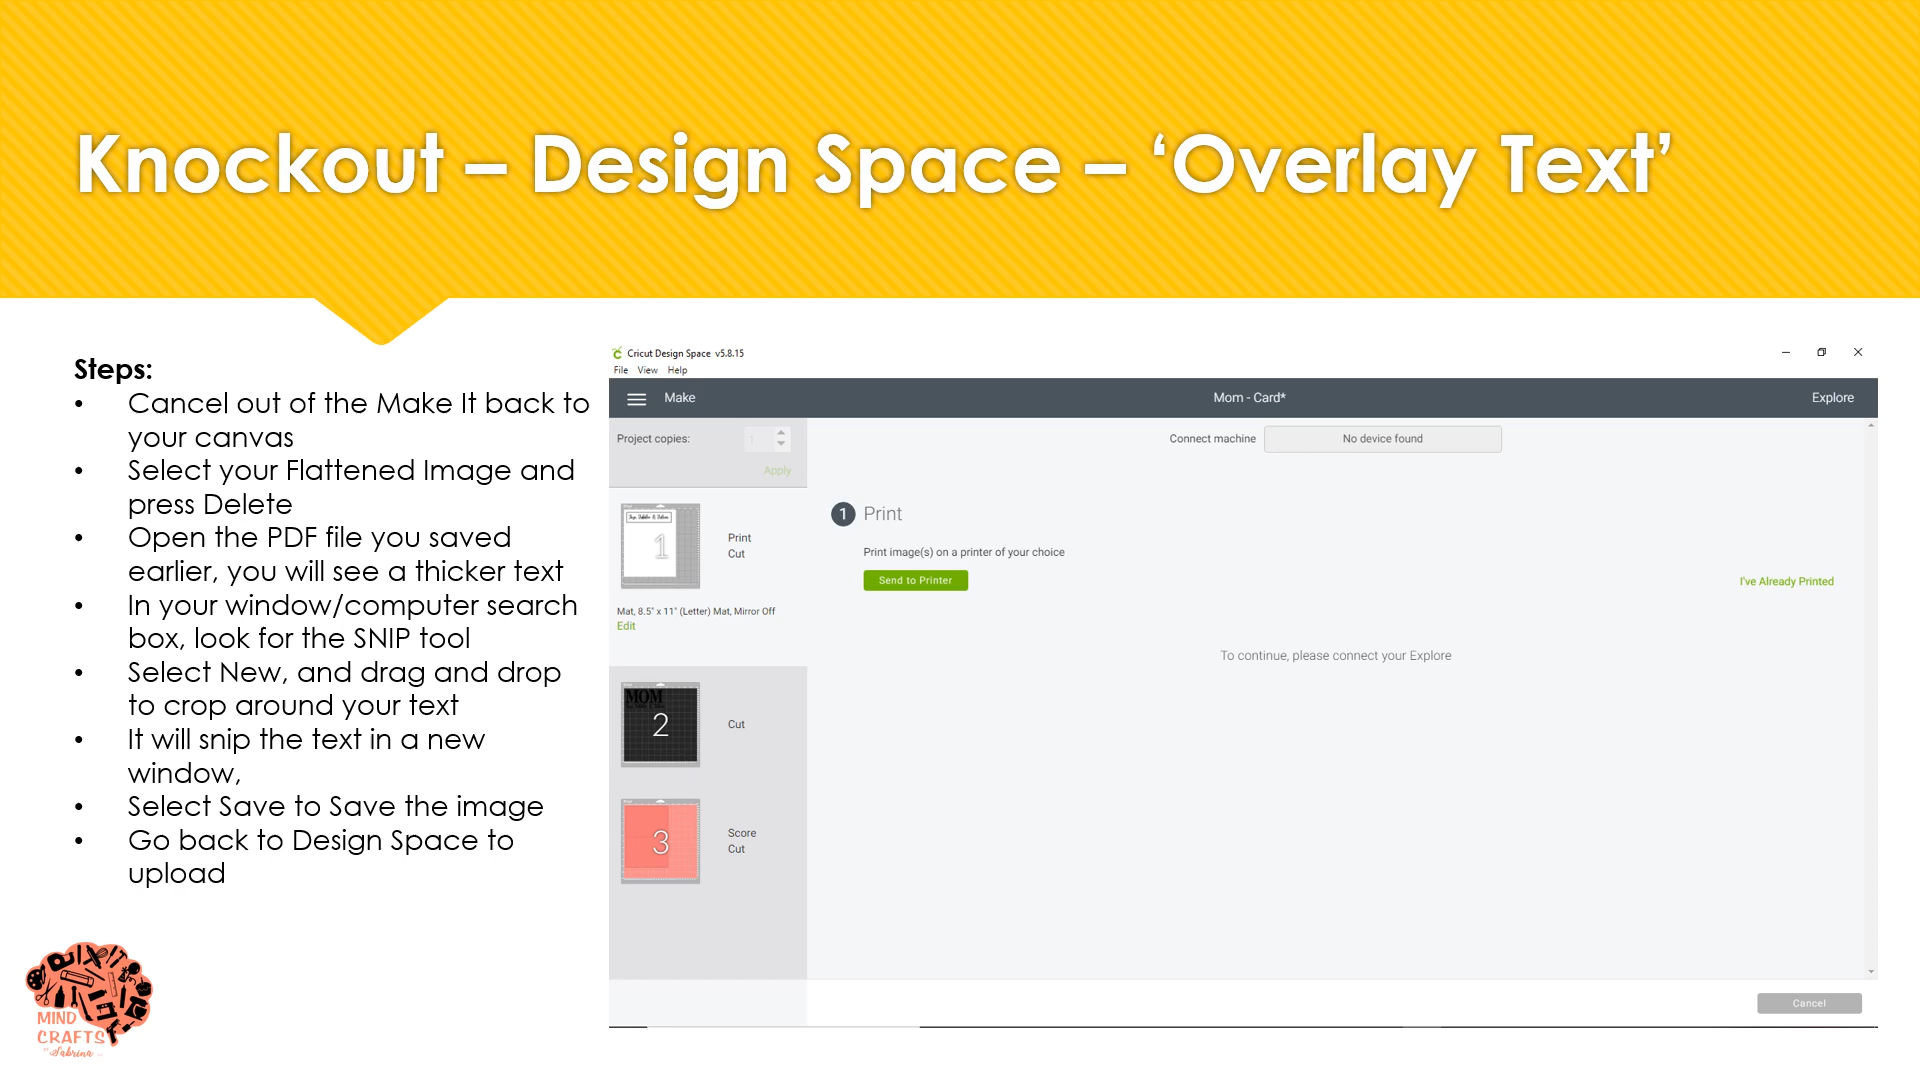 Knockout – Design Space – ‘Overlay Text’
Steps:
• Cancel out of the Make It back to
your canvas
• Select your Flattened Image and
press Delete
• Open the PDF file you saved
earlier, you will see a thicker text
• In your window/computer search
box, look for the SNIP tool
• Select New, and drag and drop
to crop around your text
• It will snip the text in a new
window,
• Select Save to Save the image
• Go back to Design Space to
upload
MIND
CRAFTS
Sabrina
Cricut Design Space v5.8.15
File View Help
Make
Mom - Card*
Explore
Project copies:
1
Apply
Connect machine
No device found
1
Print
Cut
Mat, 8.5" x 11" (Letter) Mat, Mirror Off
Edit
MOM
2
Cut
3
Score
Cut
1 Print
Print image(s) on a printer of your choice
Send to Printer
I've Already Printed
To continue, please connect your Explore
Cancel